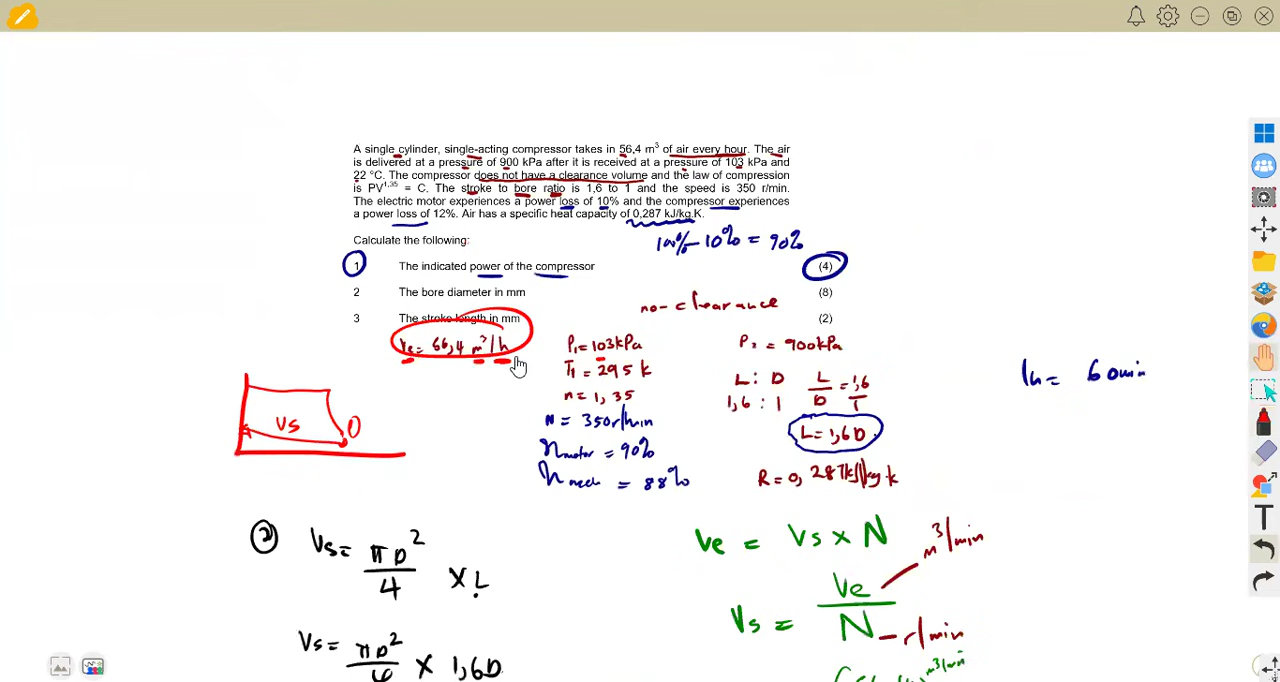 A single cylinder, single-acting compressor takes in 56,4 m³ of air every hour. The air
is delivered at a pressure of 900 kPa after it is received at a pressure of 103 kPa and
22 °C. The compressor does not have a clearance volume and the law of compression
is PV¹,³⁵ = C. The stroke to bore ratio is 1,6 to 1 and the speed is 350 r/min.
The electric motor experiences a power loss of 10% and the compressor experiences
a power loss of 12%. Air has a specific heat capacity of 0,287 kJ/kg.K.
100% - 10% = 90%
Calculate the following:
1 The indicated power of the compressor (4)
2 The bore diameter in mm (8)
no-clearance
3 The stroke length in mm (2)
Ve = 56,4 m³/h
P₁ = 103kPa
P₂ = 900kPa
T₁ = 295 k
n = 1,35
L : D
1,6 : 1
L/D = 1,6/1
1h = 60min
N = 350r/min
L = 1,6D
ηmotor = 90%
ηmech = 88%
R = 0,287kJ/kg k
Vs
②
Vs = πD²/4 × L
Vs = πD²/4 × 1,6D
Ve = Vs × N
m³/min
Vs = Ve/N
r/min
m³/min
T